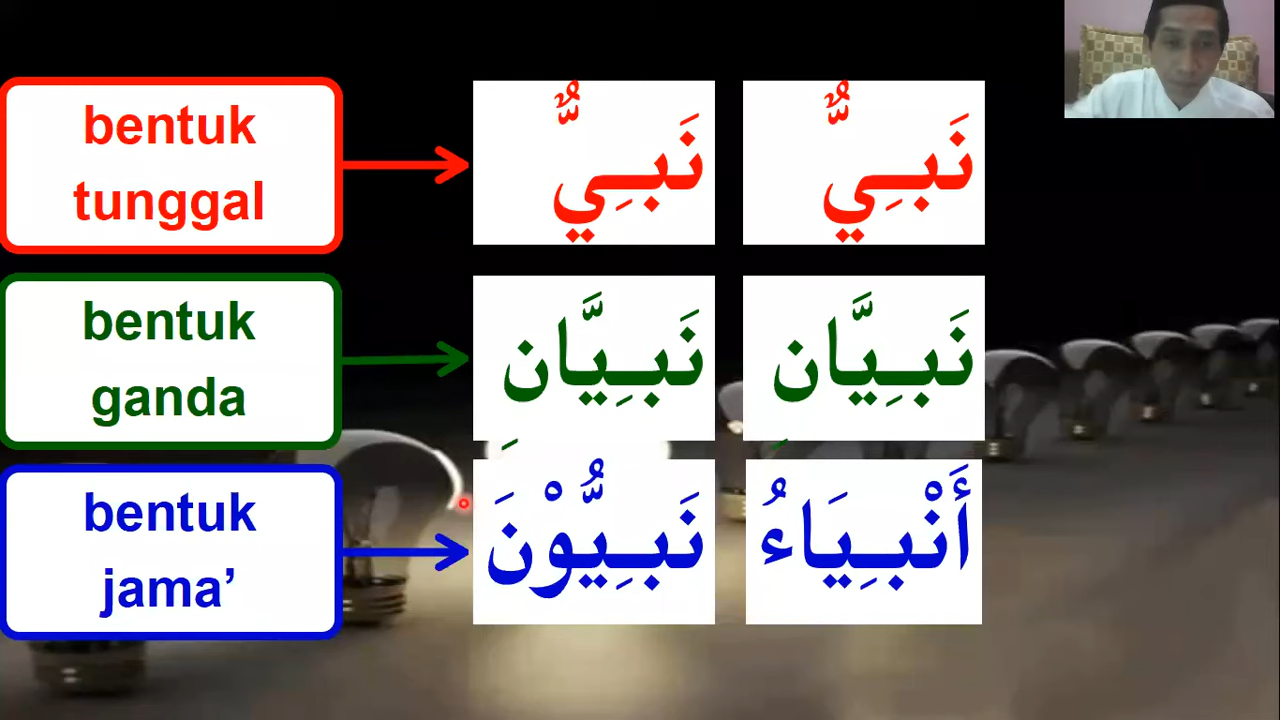 bentuk
tunggal
نَبِيٌّ
نَبِيٌّ
bentuk
ganda
نَبِيَّانِ
نَبِيَّانِ
bentuk
jama’
نَبِيُّوْنَ
أَنْبِيَاءُ